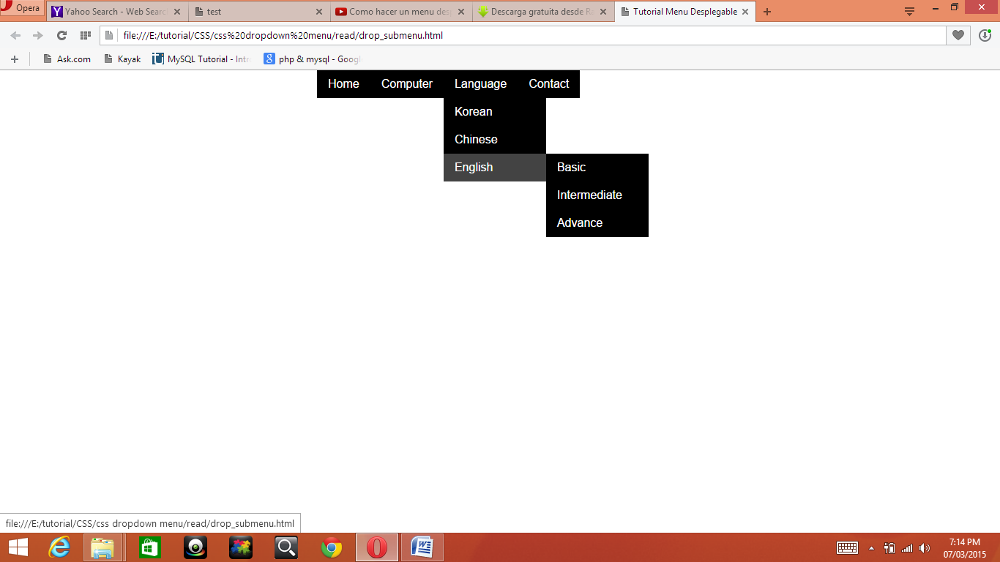 Opera
Yahoo Search - Web Searc
test
Como hacer un menu des
Descarga gratuita desde R
Tutorial Menu Desplegable
file:///E:/tutorial/CSS/css%20dropdown%20menu/read/drop_submenu.html
Ask.com
Kayak
MySQL Tutorial - Intr
php & mysql - Googl
Home Computer Language Contact
Korean
Chinese
English
Basic
Intermediate
Advance
file:///E:/tutorial/CSS/css dropdown menu/read/drop_submenu.html
7:14 PM
07/03/2015